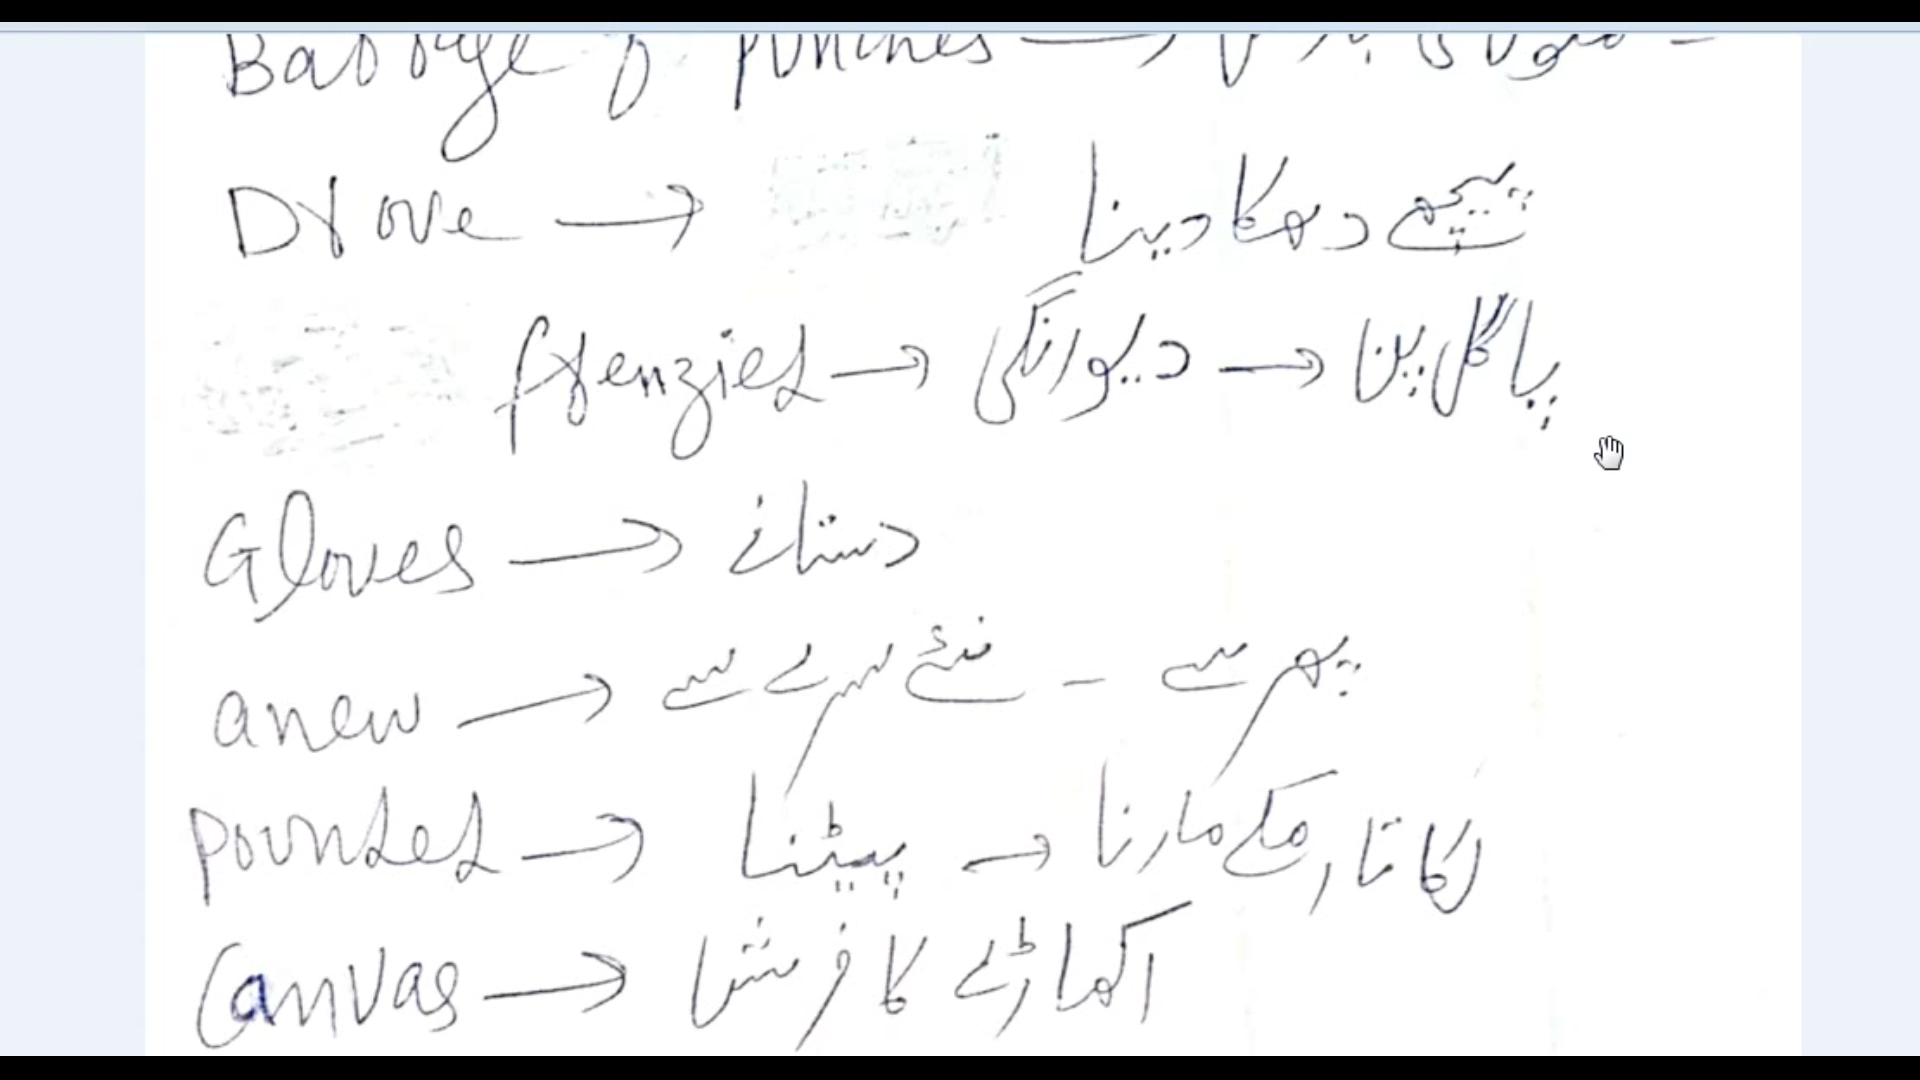 punches →
Drove → پیچھے دھکا دینا
frenzied → دیوانگی → پاگل پن
Gloves → دستانے
anew → نئے سرے سے - پھر سے
Pounded → پیٹنا → لگاتار مکے مارنا
Canvas → اکھاڑے کا فرش